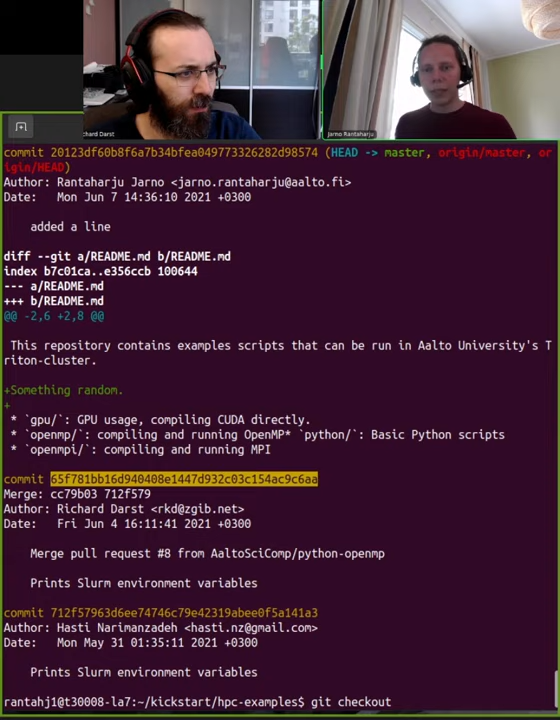 chard Darst
Jarno Rantaharju
commit 20123df60b8f6a7b34bfea049773326282d98574 (HEAD -> master, origin/master, or
igin/HEAD)
Author: Rantaharju Jarno <jarno.rantaharju@aalto.fi>
Date:   Mon Jun 7 14:36:10 2021 +0300
    added a line
diff --git a/README.md b/README.md
index b7c01ca..e356ccb 100644
--- a/README.md
+++ b/README.md
@@ -2,6 +2,8 @@
 This repository contains examples scripts that can be run in Aalto University's T
riton-cluster.
+Something random.
+
 * `gpu/`: GPU usage, compiling CUDA directly.
 * `openmp/`: compiling and running OpenMP* `python/`: Basic Python scripts
 * `openmpi/`: compiling and running MPI
commit 65f781bb16d940408e1447d932c03c154ac9c6aa
Merge: cc79b03 712f579
Author: Richard Darst <rkd@zgib.net>
Date:   Fri Jun 4 16:11:41 2021 +0300
    Merge pull request #8 from AaltoSciComp/python-openmp
    Prints Slurm environment variables
commit 712f57963d6ee74746c79e42319abee0f5a141a3
Author: Hasti Narimanzadeh <hasti.nz@gmail.com>
Date:   Mon May 31 01:35:11 2021 +0300
    Prints Slurm environment variables
rantahj1@t30008-la7:~/kickstart/hpc-examples$ git checkout